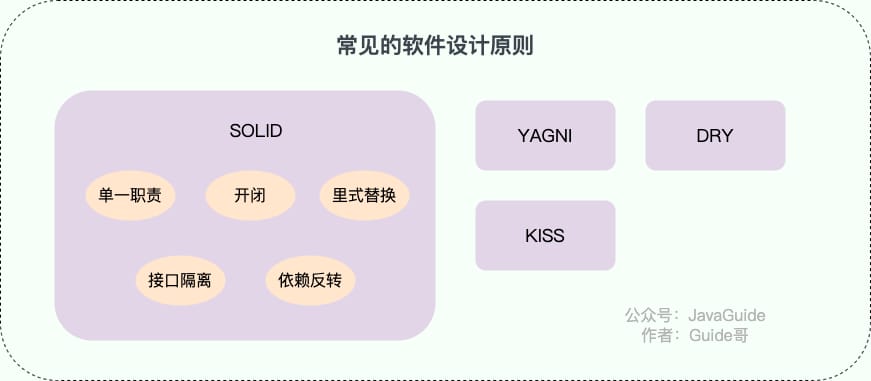 常见的软件设计原则
SOLID
单一职责
开闭
里式替换
接口隔离
依赖反转
YAGNI
DRY
KISS
公众号：JavaGuide
作者：Guide哥